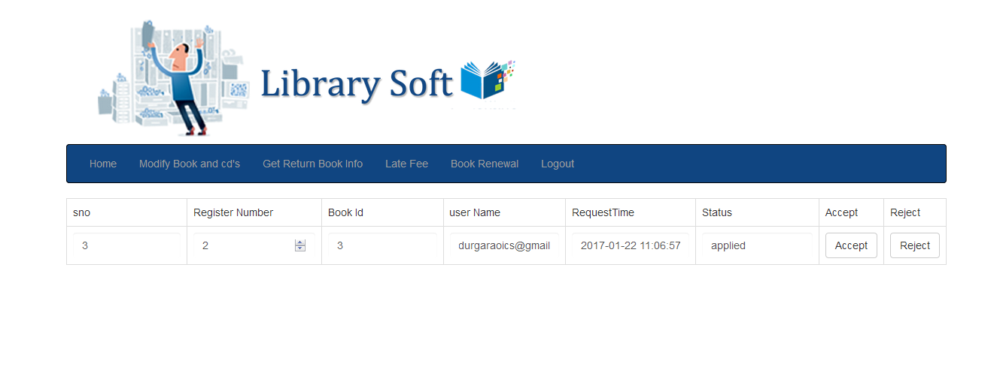 Library Soft
Home Modify Book and cd's Get Return Book Info Late Fee Book Renewal Logout
sno Register Number Book Id user Name RequestTime Status Accept Reject
3 2 3 durgaraoics@gmail 2017-01-22 11:06:57 applied Accept Reject